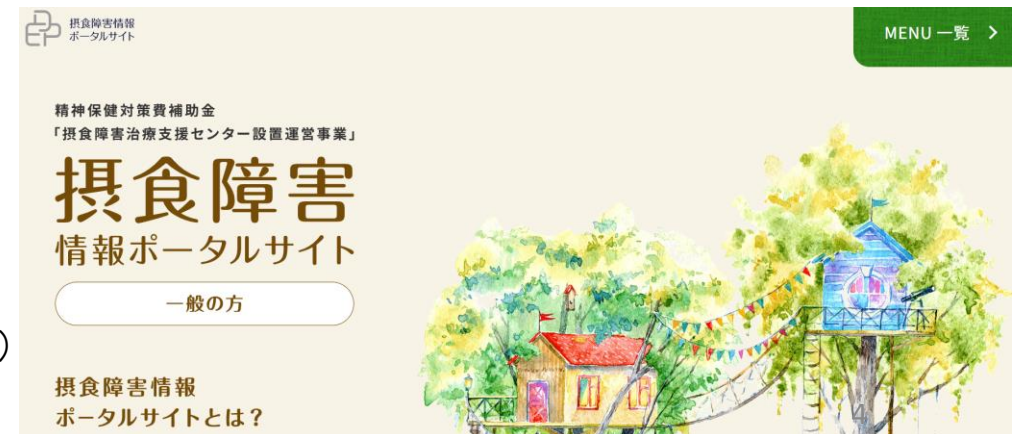 摂食障害情報
ポータルサイト
MENU 一覧
精神保健対策費補助金
「摂食障害治療支援センター設置運営事業」
摂食障害
情報ポータルサイト
一般の方
摂食障害情報
ポータルサイトとは？
4
)